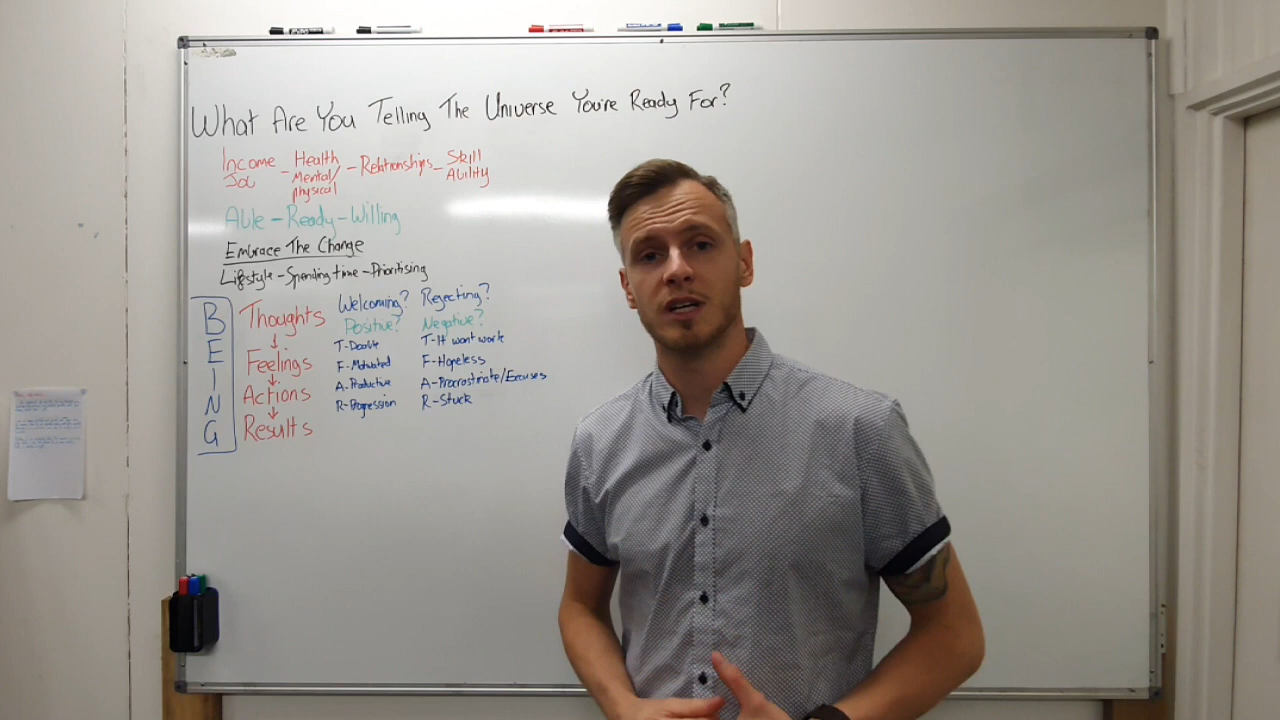 What Are You Telling The Universe You're Ready For?
Income Job - Health Mental/physical - Relationships - Skill Ability
Able - Ready - Willing
Embrace The Change
Lifestyle - Spending time - Prioritising
BEING
Thoughts Welcoming? Rejecting?
Positive? Negative?
T-Doable T-It wont work
Feelings F-Motivated F-Hopeless
Actions A-Productive A-Procrastinate/Excuses
R-Progression R-Stuck
Results